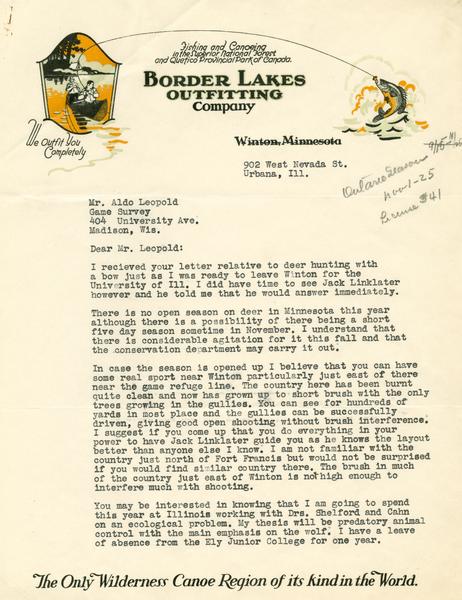 Fishing and Canoeing
in the Superior National Forest
and Quetico Provincial Park of Canada.
BORDER LAKES
OUTFITTING
COMPANY
We Outfit You
Completely
Winton, Minnesota
902 West Nevada St.
Urbana, Ill.
Ontario Season
Nov 1-25
License $41
Mr. Aldo Leopold
Game Survey
404 University Ave.
Madison, Wis.
Dear Mr. Leopold:
I recieved your letter relative to deer hunting with
a bow just as I was ready to leave Winton for the
University of Ill. I did have time to see Jack Linklater
however and he told me that he would answer immediately.
There is no open season on deer in Minnesota this year
although there is a possibility of there being a short
five day season sometime in November. I understand that
there is considerable agitation for it this fall and that
the conservation department may carry it out.
In case the season is opened up I believe that you can have
some real sport near Winton particularly just east of there
near the game refuge line. The country here has been burnt
quite clean and now has grown up to short brush with the only
trees growing in the gullies. You can see for hundreds of
yards in most place and the gullies can be successfully
driven, giving good open shooting without brush interference.
I suggest if you come up that you do everything in your
power to have Jack Linklater guide you as he knows the layout
better than anyone else I know. I am not familiar with the
country just north of Fort Francis but would not be surprised
if you would find similar country there. The brush in much
of the country just east of Winton is not high enough to
interfere much with shooting.
You may be interested in knowing that I am going to spend
this year at Illinois working with Drs. Shelford and Cahn
on an ecological problem. My thesis will be predatory animal
control with the main emphasis on the wolf. I have a leave
of absence from the Ely Junior College for one year.
The Only Wilderness Canoe Region of its kind in the World.